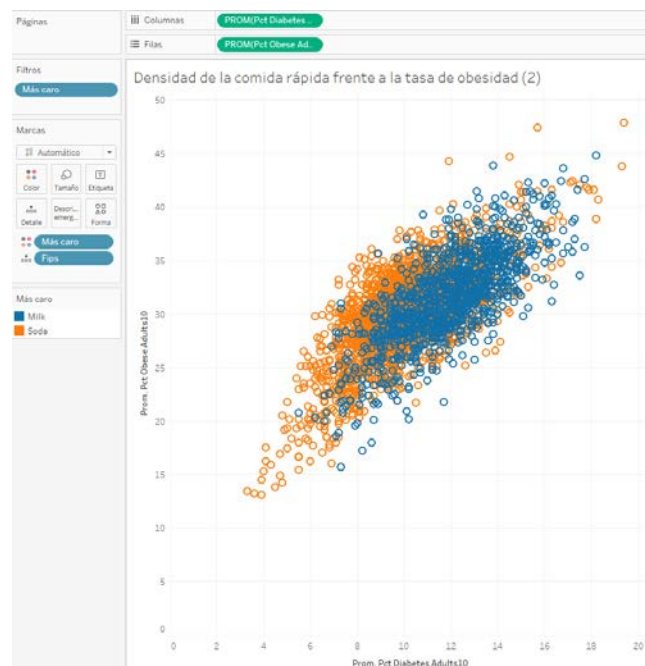 Páginas
Columnas
PROM(Pct Diabetes ...
Filas
PROM(Pct Obese Ad..
Filtros
Más caro
Marcas
Automático
Color
Tamaño
Etiqueta
Detalle
Descri... emerg...
Forma
Más caro
Fips
Más caro
Milk
Soda
Densidad de la comida rápida frente a la tasa de obesidad (2)
50
45
40
35
30
25
20
15
10
5
0
Prom. Pct Obese Adults10
0 2 4 6 8 10 12 14 16 18 20
Prom. Pct Diabetes Adults10